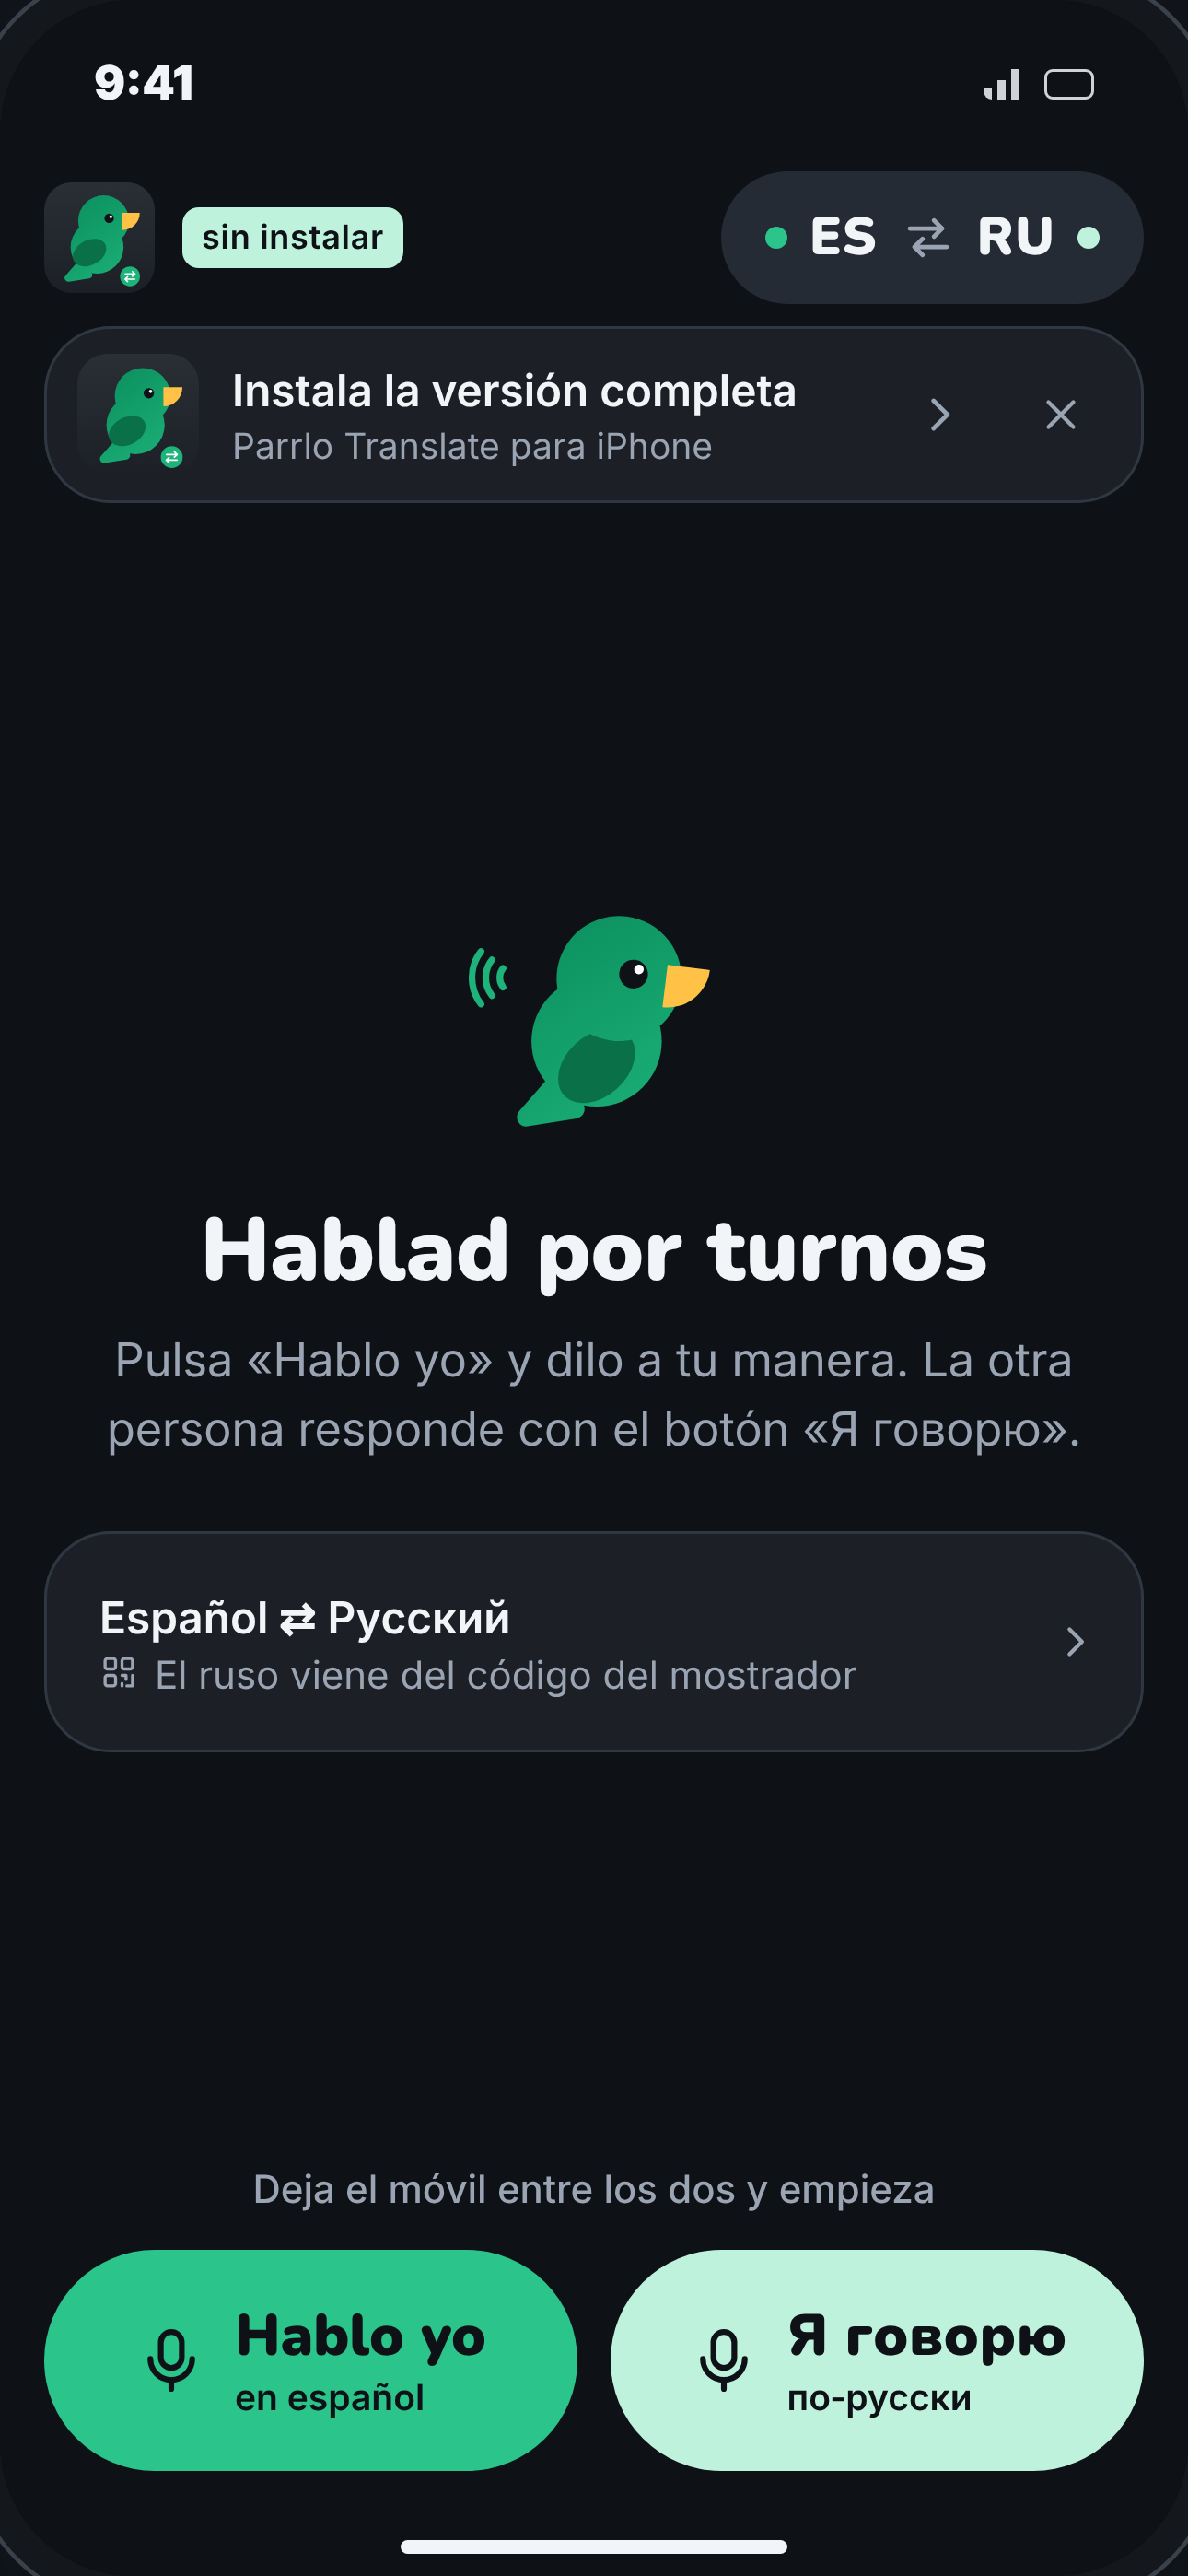 9:41
sin instalar
ES ⇄ RU
Instala la versión completa
Parrlo Translate para iPhone
Hablad por turnos
Pulsa «Hablo yo» y dilo a tu manera. La otra
persona responde con el botón «Я говорю».
Español ⇄ Русский
El ruso viene del código del mostrador
Deja el móvil entre los dos y empieza
Hablo yo
en español
Я говорю
по-русски